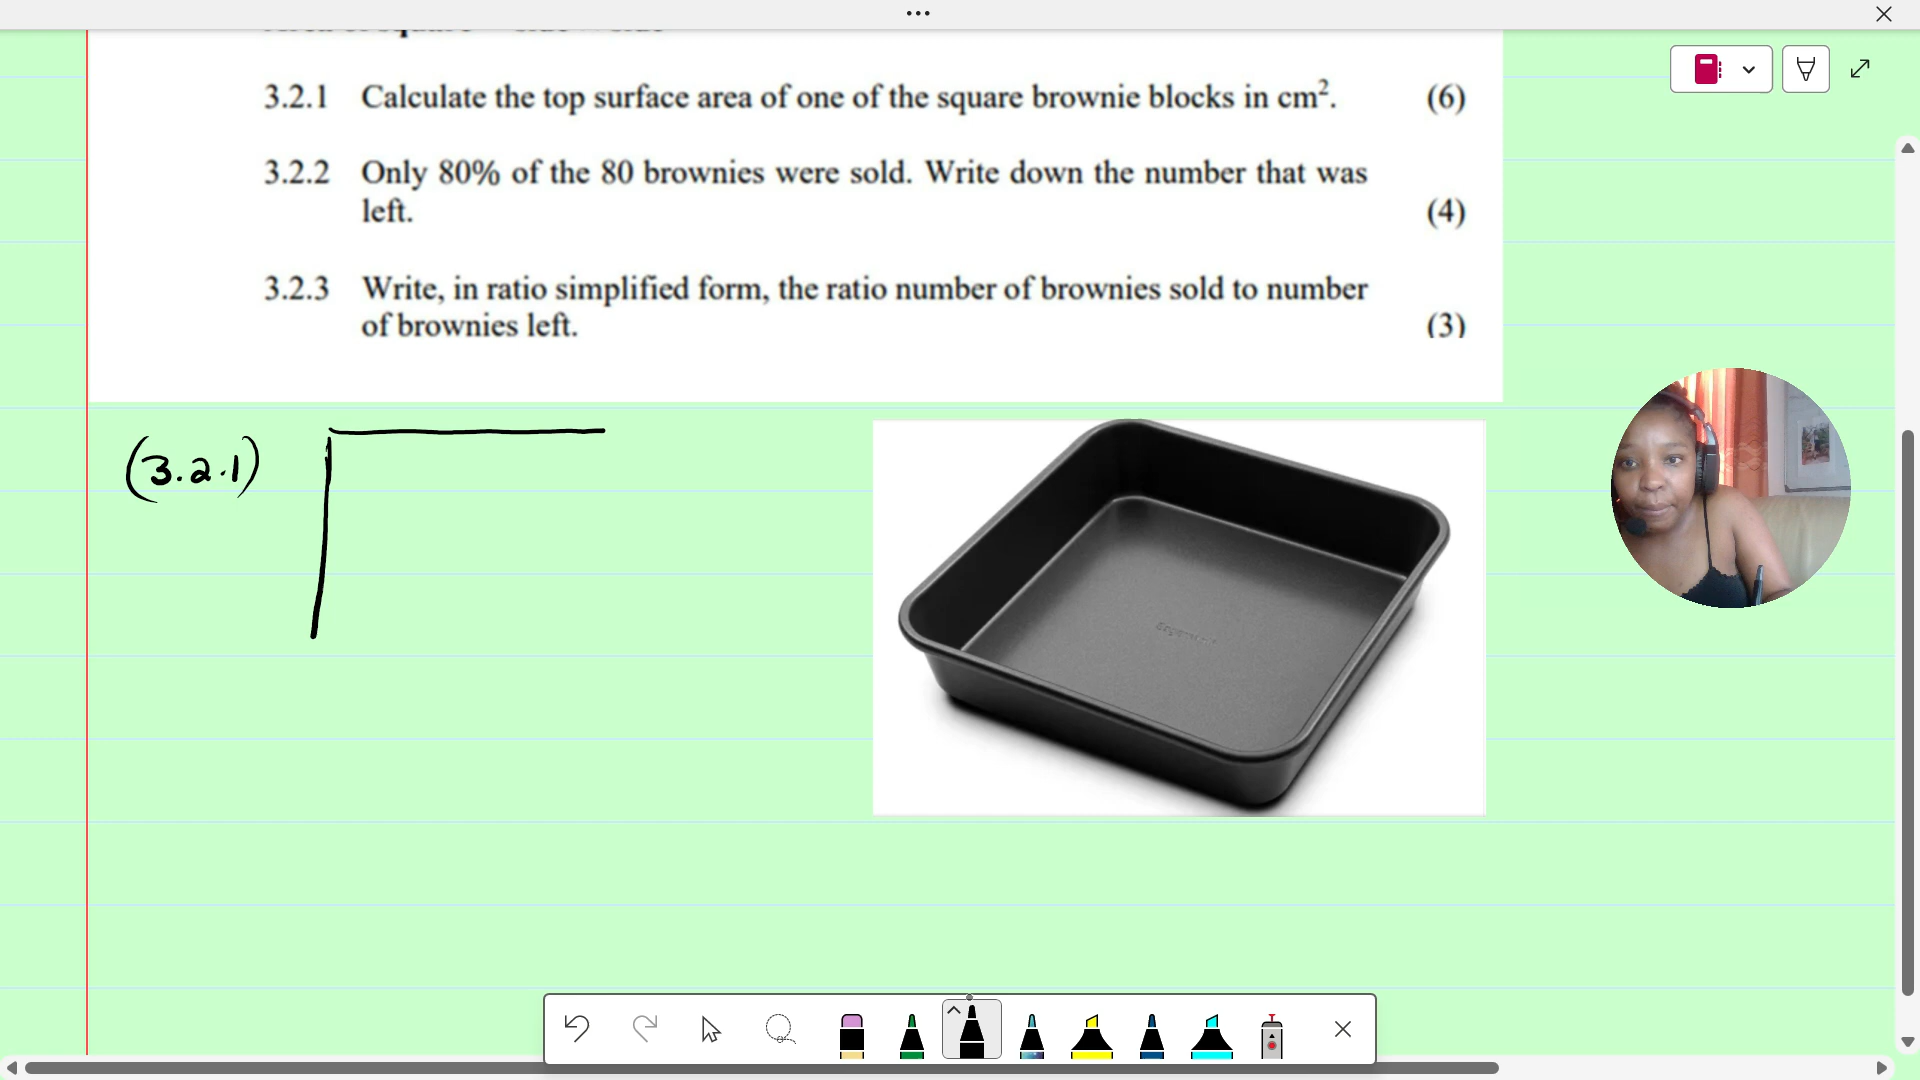 3.2.1 Calculate the top surface area of one of the square brownie blocks in cm². (6)
3.2.2 Only 80% of the 80 brownies were sold. Write down the number that was
left. (4)
3.2.3 Write, in ratio simplified form, the ratio number of brownies sold to number
of brownies left. (3)
(3.2.1)